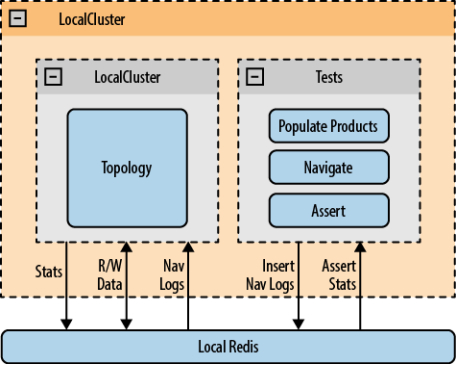 LocalCluster
LocalCluster
Topology
Tests
Populate Products
Navigate
Assert
Stats
R/W
Data
Nav
Logs
Insert
Nav Logs
Assert
Stats
Local Redis